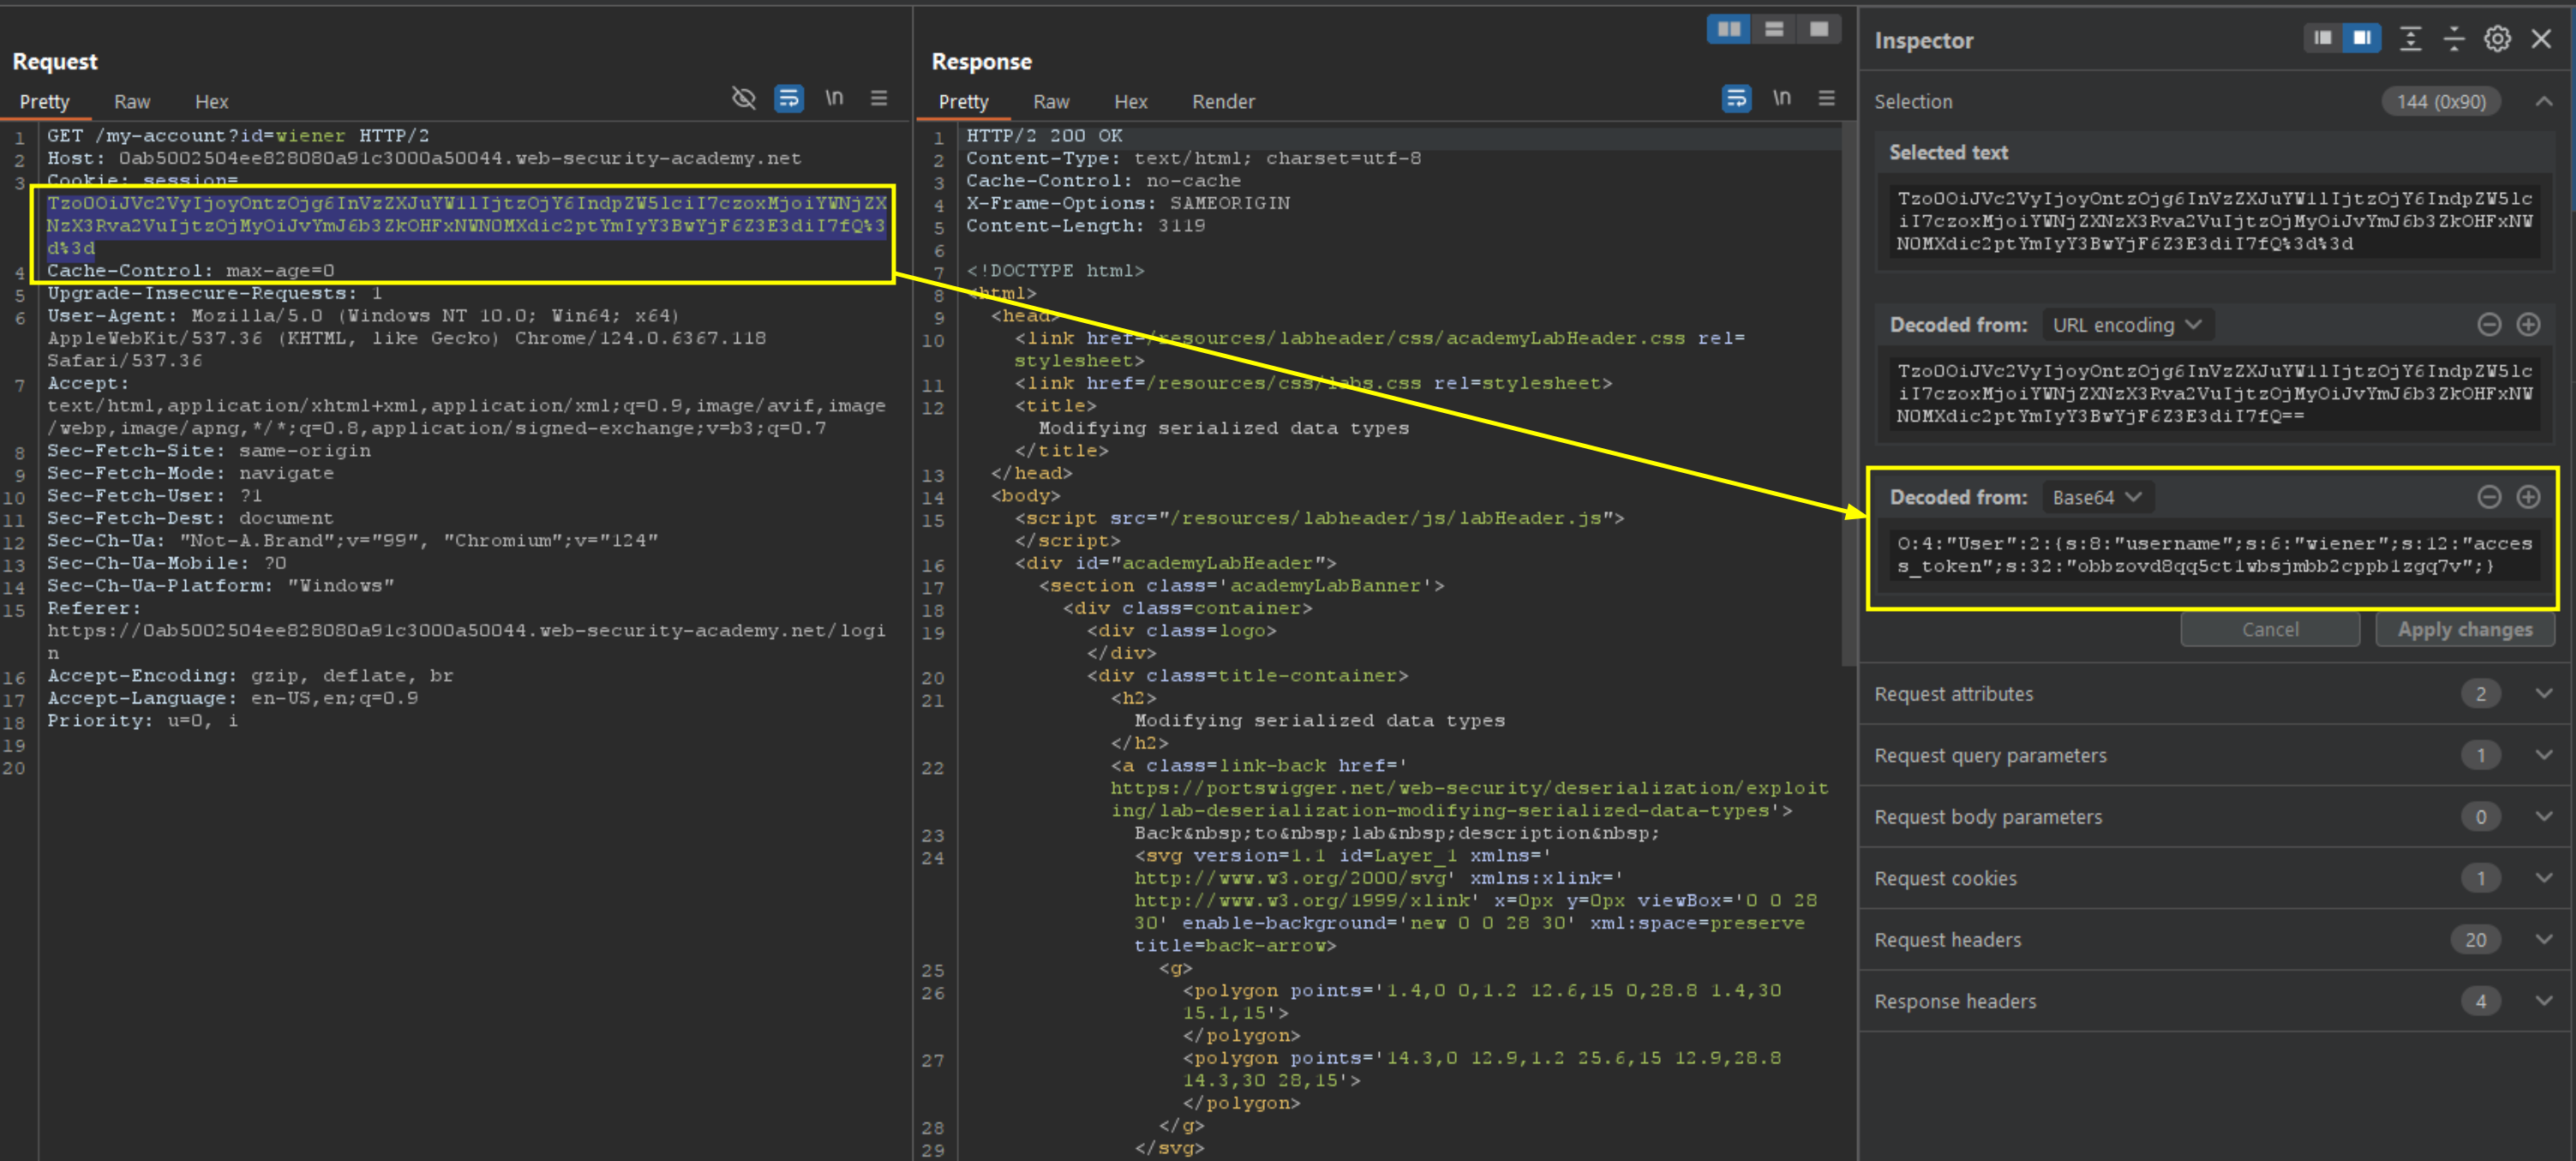 Request
Pretty Raw Hex \n
1 GET /my-account?id=wiener HTTP/2
2 Host: 0ab5002504ee828080a91c3000a50044.web-security-academy.net
3 Cookie: session=
TzoOOiJVc2VyIjoyOntzOjg6InVzZXJuYW1lIjtzOjY6IndpZW5lciI7czoxMjoiYWNjZX
NzX3Rva2VuIjtzOjMyOiJvYmJ6b3ZkOHFxNWN0MXdic2ptYmIyY3BwYjF6Z3E3diI7fQ%3
d%3d
4 Cache-Control: max-age=0
5 Upgrade-Insecure-Requests: 1
6 User-Agent: Mozilla/5.0 (Windows NT 10.0; Win64; x64)
AppleWebKit/537.36 (KHTML, like Gecko) Chrome/124.0.6367.118
Safari/537.36
7 Accept:
text/html,application/xhtml+xml,application/xml;q=0.9,image/avif,image
/webp,image/apng,*/*;q=0.8,application/signed-exchange;v=b3;q=0.7
8 Sec-Fetch-Site: same-origin
9 Sec-Fetch-Mode: navigate
10 Sec-Fetch-User: ?1
11 Sec-Fetch-Dest: document
12 Sec-Ch-Ua: "Not-A.Brand";v="99", "Chromium";v="124"
13 Sec-Ch-Ua-Mobile: ?0
14 Sec-Ch-Ua-Platform: "Windows"
15 Referer:
https://0ab5002504ee828080a91c3000a50044.web-security-academy.net/logi
n
16 Accept-Encoding: gzip, deflate, br
17 Accept-Language: en-US,en;q=0.9
18 Priority: u=0, i
19
20
Response
Pretty Raw Hex Render \n
1 HTTP/2 200 OK
2 Content-Type: text/html; charset=utf-8
3 Cache-Control: no-cache
4 X-Frame-Options: SAMEORIGIN
5 Content-Length: 3119
6
7 <!DOCTYPE html>
8 <html>
9 <head>
10 <link href=/resources/labheader/css/academyLabHeader.css rel=
stylesheet>
11 <link href=/resources/css/labs.css rel=stylesheet>
12 <title>
Modifying serialized data types
</title>
13 </head>
14 <body>
15 <script src="/resources/labheader/js/labHeader.js">
</script>
16 <div id="academyLabHeader">
17 <section class='academyLabBanner'>
18 <div class=container>
19 <div class=logo>
</div>
20 <div class=title-container>
21 <h2>
Modifying serialized data types
</h2>
22 <a class=link-back href='
https://portswigger.net/web-security/deserialization/exploit
ing/lab-deserialization-modifying-serialized-data-types'>
23 Back&nbsp;to&nbsp;lab&nbsp;description&nbsp;
24 <svg version=1.1 id=Layer_1 xmlns='
http://www.w3.org/2000/svg' xmlns:xlink='
http://www.w3.org/1999/xlink' x=0px y=0px viewBox='0 0 28
30' enable-background='new 0 0 28 30' xml:space=preserve
title=back-arrow>
25 <g>
26 <polygon points='1.4,0 0,1.2 12.6,15 0,28.8 1.4,30
15.1,15'>
</polygon>
27 <polygon points='14.3,0 12.9,1.2 25.6,15 12.9,28.8
14.3,30 28,15'>
</polygon>
28 </g>
29 </svg>
Inspector
Selection 144 (0x90)
Selected text
TzoOOiJVc2VyIjoyOntzOjg6InVzZXJuYW1lIjtzOjY6IndpZW5lc
iI7czoxMjoiYWNjZXNzX3Rva2VuIjtzOjMyOiJvYmJ6b3ZkOHFxNW
N0MXdic2ptYmIyY3BwYjF6Z3E3diI7fQ%3d%3d
Decoded from: URL encoding
TzoOOiJVc2VyIjoyOntzOjg6InVzZXJuYW1lIjtzOjY6IndpZW5lc
iI7czoxMjoiYWNjZXNzX3Rva2VuIjtzOjMyOiJvYmJ6b3ZkOHFxNW
N0MXdic2ptYmIyY3BwYjF6Z3E3diI7fQ==
Decoded from: Base64
O:4:"User":2:{s:8:"username";s:6:"wiener";s:12:"acces
s_token";s:32:"obbzovd8qq5ct1wbsjmbb2cppb1zgq7v";}
Cancel Apply changes
Request attributes 2
Request query parameters 1
Request body parameters 0
Request cookies 1
Request headers 20
Response headers 4